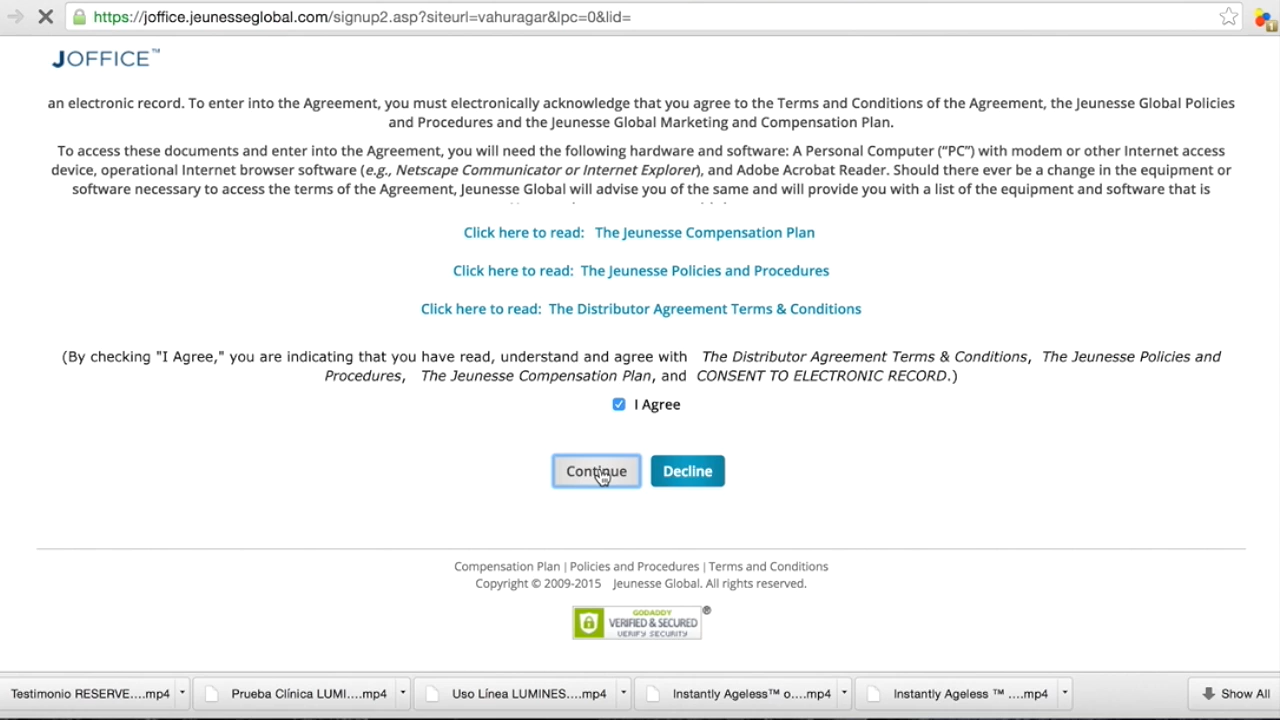 https://joffice.jeunesseglobal.com/signup2.asp?siteurl=vahuragar&lpc=0&lid=
1
JOFFICE™
an electronic record. To enter into the Agreement, you must electronically acknowledge that you agree to the Terms and Conditions of the Agreement, the Jeunesse Global Policies
and Procedures and the Jeunesse Global Marketing and Compensation Plan.
To access these documents and enter into the Agreement, you will need the following hardware and software: A Personal Computer (“PC”) with modem or other Internet access
device, operational Internet browser software (e.g., Netscape Communicator or Internet Explorer), and Adobe Acrobat Reader. Should there ever be a change in the equipment or
software necessary to access the terms of the Agreement, Jeunesse Global will advise you of the same and will provide you with a list of the equipment and software that is
Click here to read: The Jeunesse Compensation Plan
Click here to read: The Jeunesse Policies and Procedures
Click here to read: The Distributor Agreement Terms & Conditions
(By checking "I Agree," you are indicating that you have read, understand and agree with The Distributor Agreement Terms & Conditions, The Jeunesse Policies and
Procedures, The Jeunesse Compensation Plan, and CONSENT TO ELECTRONIC RECORD.)
I Agree
Continue Decline
Compensation Plan | Policies and Procedures | Terms and Conditions
Copyright © 2009-2015 Jeunesse Global. All rights reserved.
GODADDY
VERIFIED & SECURED
VERIFY SECURITY
®
Testimonio RESERVE....mp4 Prueba Clínica LUMI....mp4 Uso Línea LUMINES....mp4 Instantly Ageless™ o....mp4 Instantly Ageless ™ ....mp4 Show All